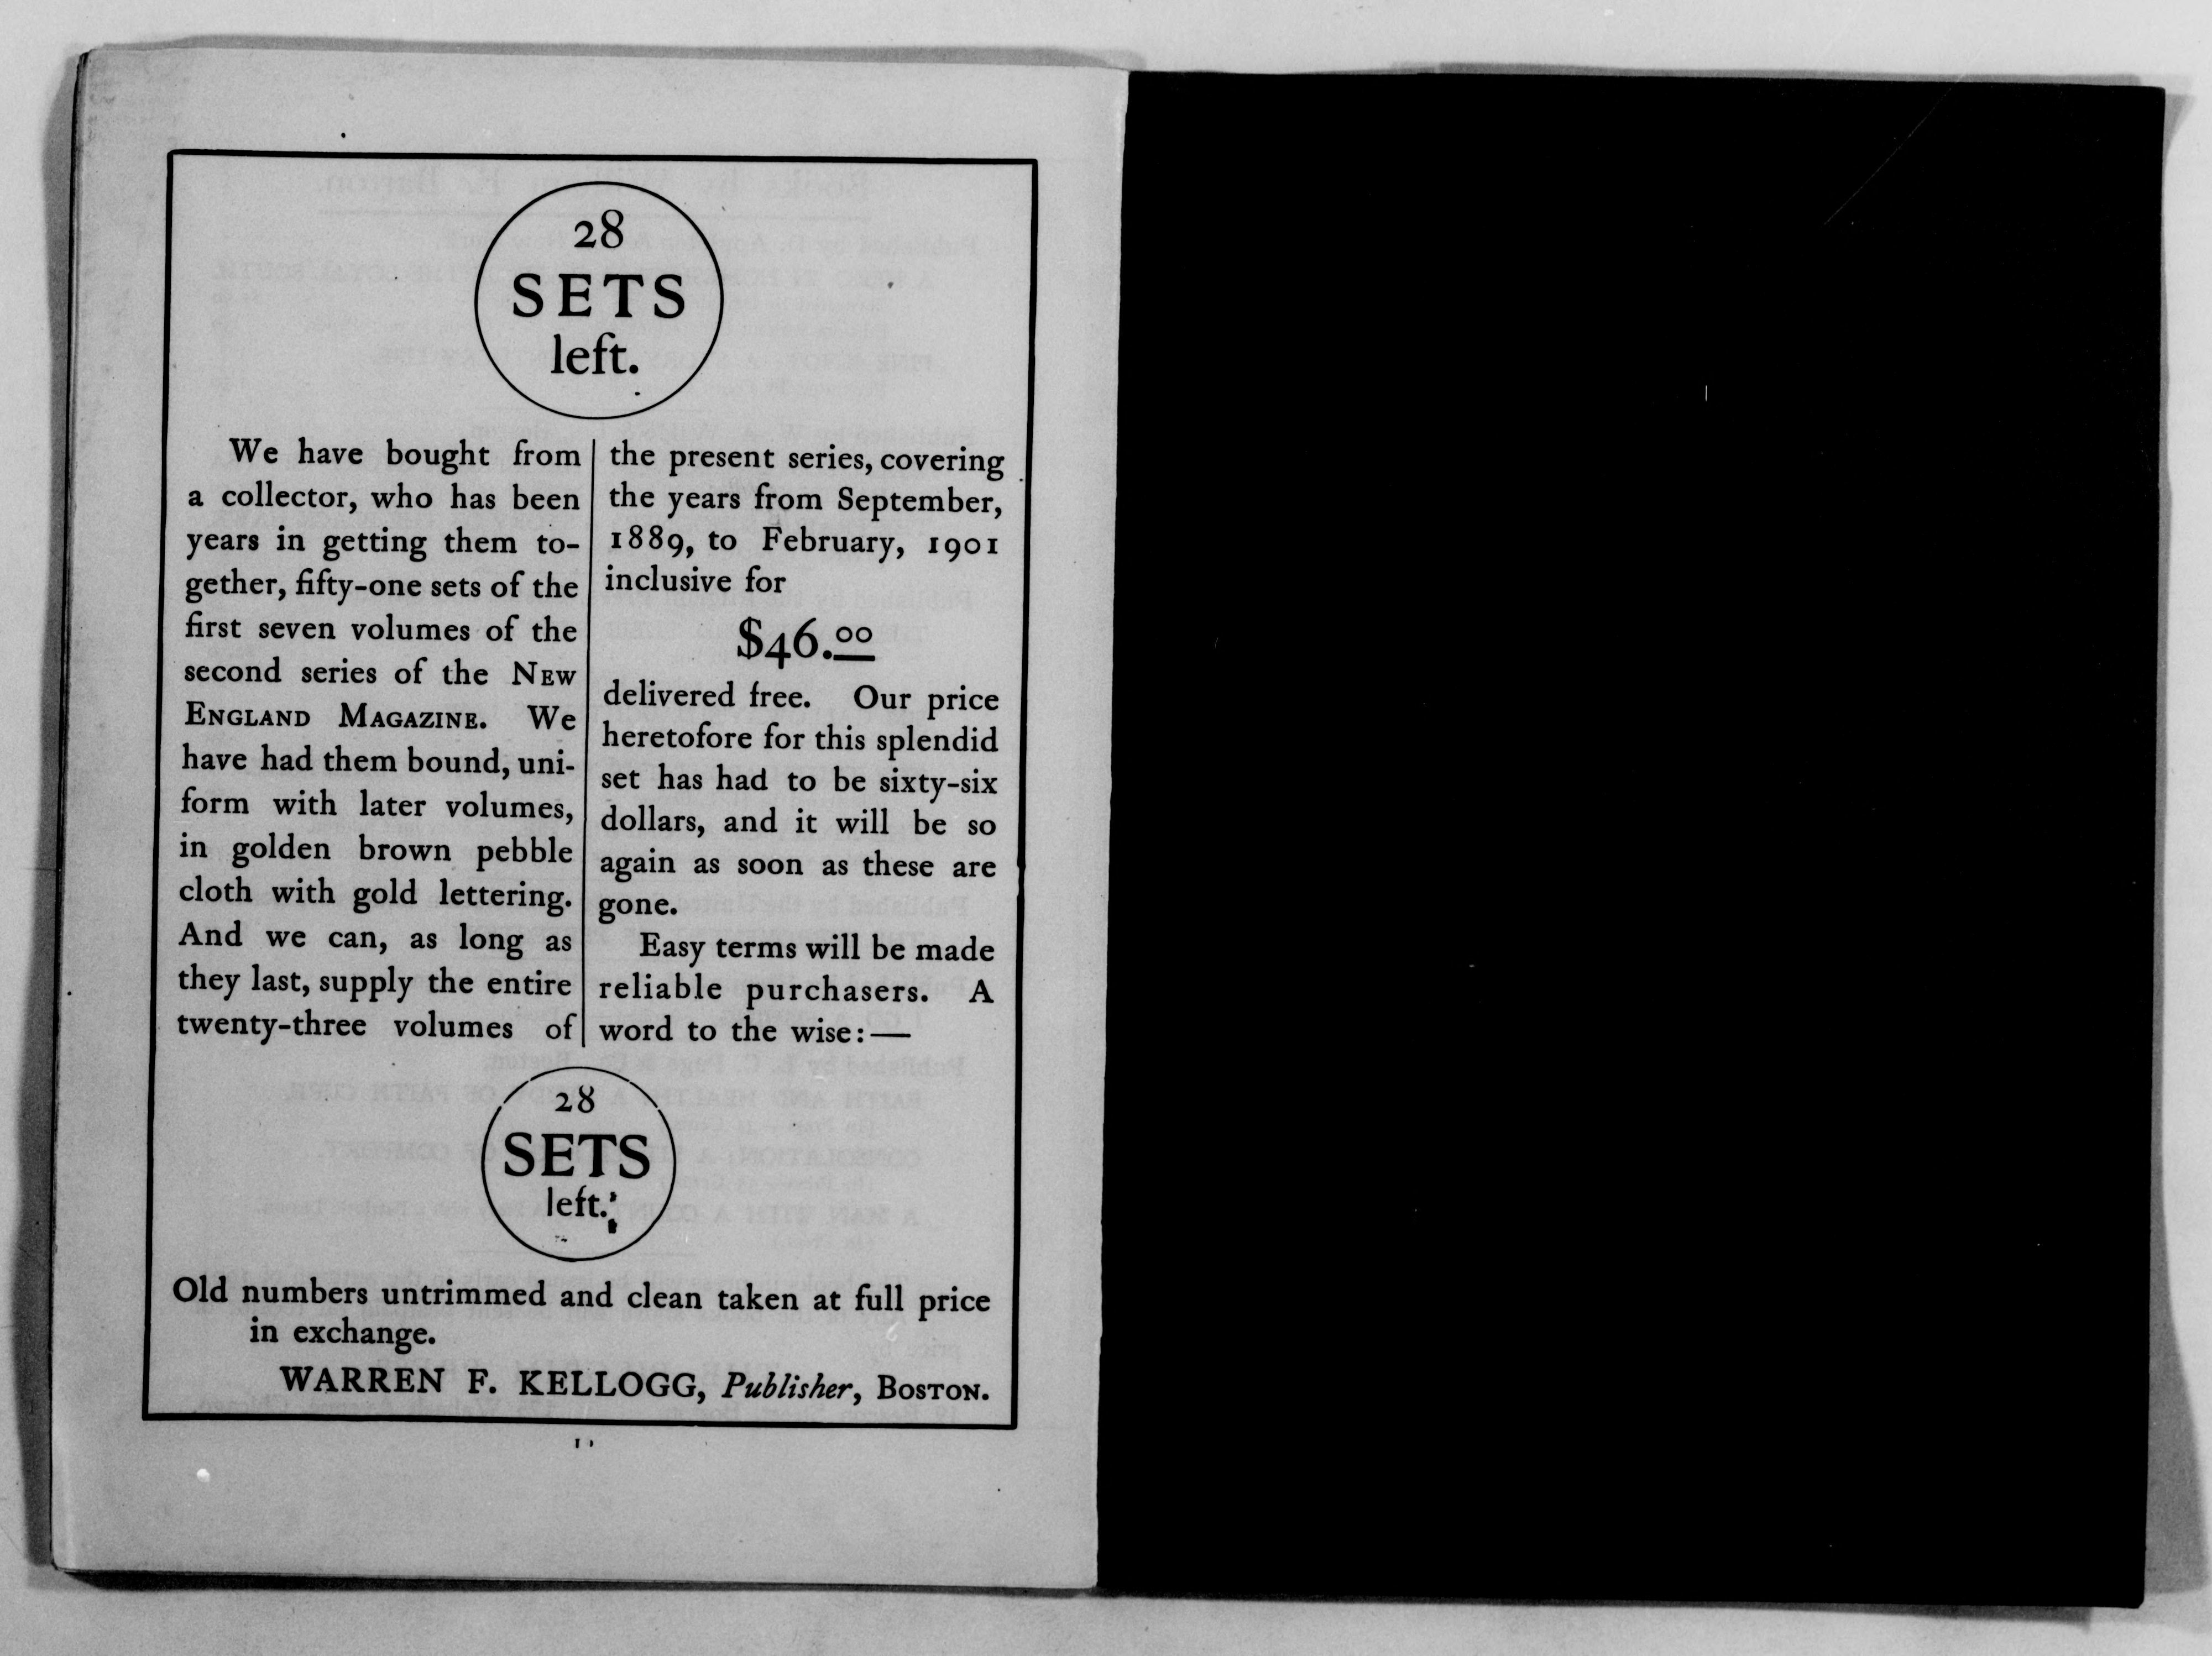 28
SETS
left.
We have bought from
a collector, who has been
years in getting them to-
gether, fifty-one sets of the
first seven volumes of the
second series of the NEW
ENGLAND MAGAZINE. We
have had them bound, uni-
form with later volumes,
in golden brown pebble
cloth with gold lettering.
And we can, as long as
they last, supply the entire
twenty-three volumes of
the present series, covering
the years from September,
1889, to February, 1901
inclusive for
$46.00
delivered free. Our price
heretofore for this splendid
set has had to be sixty-six
dollars, and it will be so
again as soon as these are
gone.
Easy terms will be made
reliable purchasers. A
word to the wise:—
28
SETS
left.
Old numbers untrimmed and clean taken at full price
in exchange.
WARREN F. KELLOGG, Publisher, BOSTON.